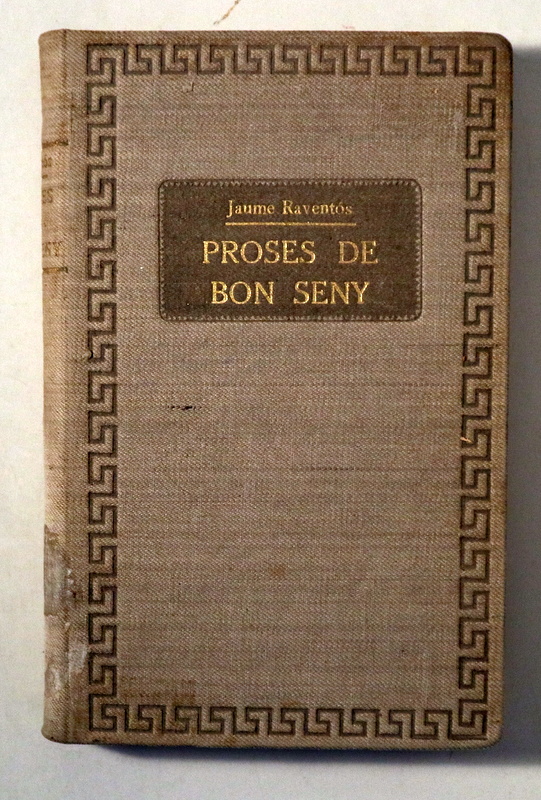 Jaume Raventós
PROSES DE
BON SENY